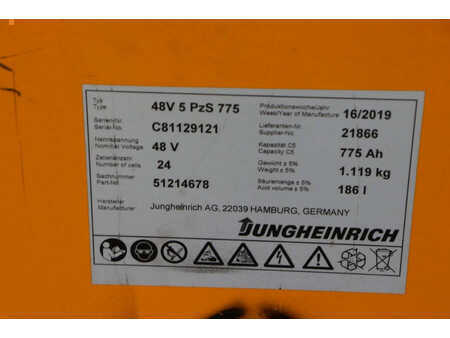 Typ
Type
48V 5 PzS 775
Produktionswoche/Jahr
Week/Year of Manufacture
16/2019
Serien-Nr.
Serial-No.
C81129121
Lieferanten-Nr.
Supplier-No.
21866
Nennspannung
Nominal Voltage
48 V
Kapazität C5
Capacity C5
775 Ah
Zellenanzahl
Number of cells
24
Gewicht ± 5%
Weight ± 5%
1.119 kg
Sachnummer
Part-No.
51214678
Säuremenge ± 5%
Acid volume ± 5%
186 l
Hersteller
Manufacturer
Jungheinrich AG, 22039 HAMBURG, GERMANY
JUNGHEINRICH